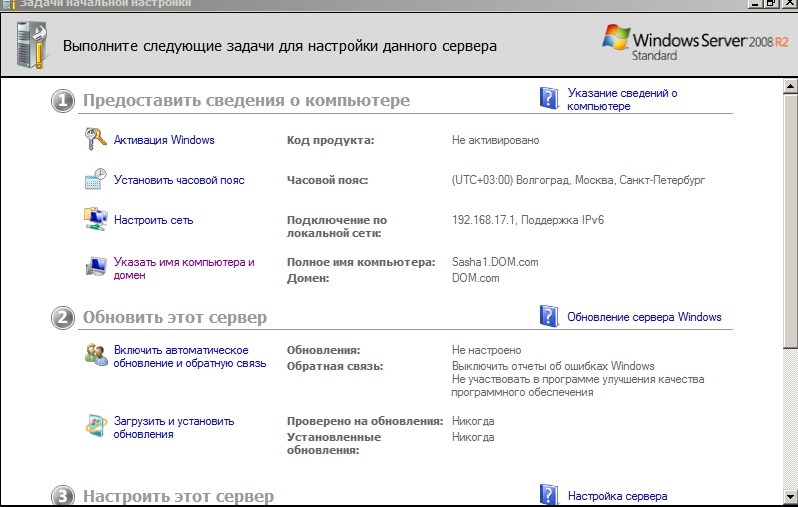 Задачи начальной настройки
Выполните следующие задачи для настройки данного сервера
Windows Server 2008 R2
Standard
1 Предоставить сведения о компьютере
Указание сведений о
компьютере
Активация Windows
Код продукта:
Не активировано
Установить часовой пояс
Часовой пояс:
(UTC+03:00) Волгоград, Москва, Санкт-Петербург
Настроить сеть
Подключение по
локальной сети:
192.168.17.1, Поддержка IPv6
Указать имя компьютера и
домен
Полное имя компьютера:
Sasha1.DOM.com
Домен:
DOM.com
2 Обновить этот сервер
Обновление сервера Windows
Включить автоматическое
обновление и обратную связь
Обновления:
Не настроено
Обратная связь:
Выключить отчеты об ошибках Windows
Не участвовать в программе улучшения качества
программного обеспечения
Загрузить и установить
обновления
Проверено на обновления:
Никогда
Установленные
обновления:
Никогда
3 Настроить этот сервер
Настройка сервера